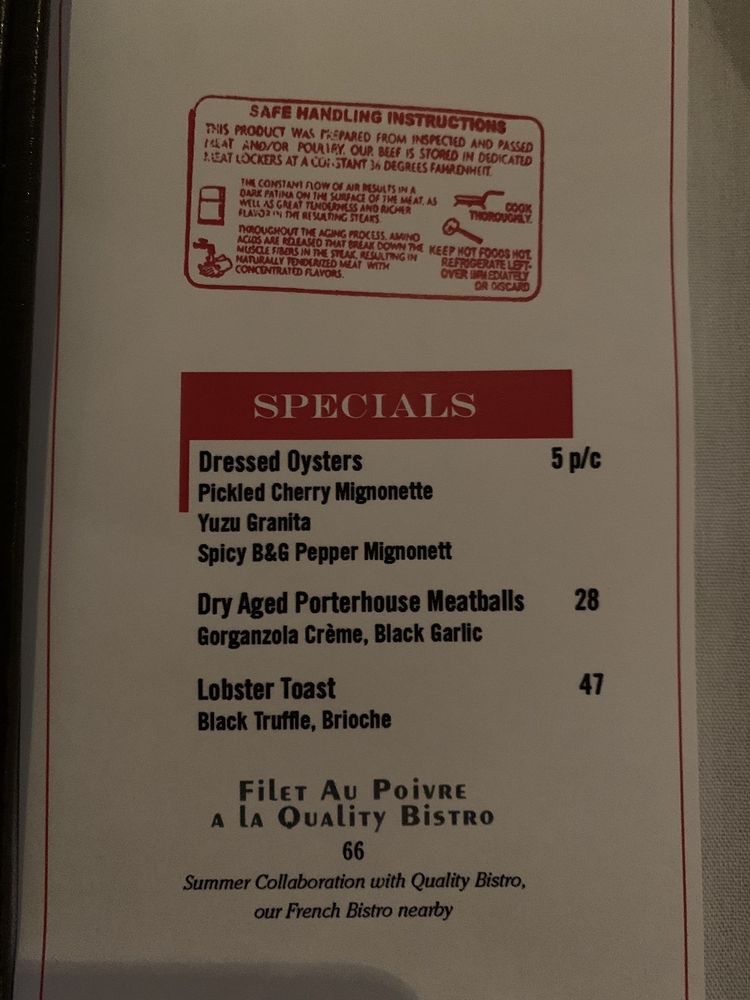 SAFE HANDLING INSTRUCTIONS
THIS PRODUCT WAS PREPARED FROM INSPECTED AND PASSED
MEAT AND/OR POULTRY. OUR BEEF IS STORED IN DEDICATED
MEAT LOCKERS AT A CONSTANT 36 DEGREES FAHRENHEIT.
THE CONSTANT FLOW OF AIR RESULTS IN A
DARK PATINA ON THE SURFACE OF THE MEAT, AS
WELL AS GREAT TENDERNESS AND RICHER
FLAVOR IN THE RESULTING STEAKS
COOK
THOROUGHLY.
THROUGHOUT THE AGING PROCESS, AMINO
ACIDS ARE RELEASED THAT BREAK DOWN THE
MUSCLE FIBERS IN THE STEAK, RESULTING IN
NATURALLY TENDERIZED MEAT WITH
CONCENTRATED FLAVORS.
KEEP HOT FOODS HOT.
REFRIGERATE LEFT-
OVER IMMEDIATELY
OR DISCARD
SPECIALS
Dressed Oysters 5 p/c
Pickled Cherry Mignonette
Yuzu Granita
Spicy B&G Pepper Mignonett
Dry Aged Porterhouse Meatballs 28
Gorganzola Crème, Black Garlic
Lobster Toast 47
Black Truffle, Brioche
FilET AU POiVRE
A lA QUAliTy BiSTRO
66
Summer Collaboration with Quality Bistro,
our French Bistro nearby